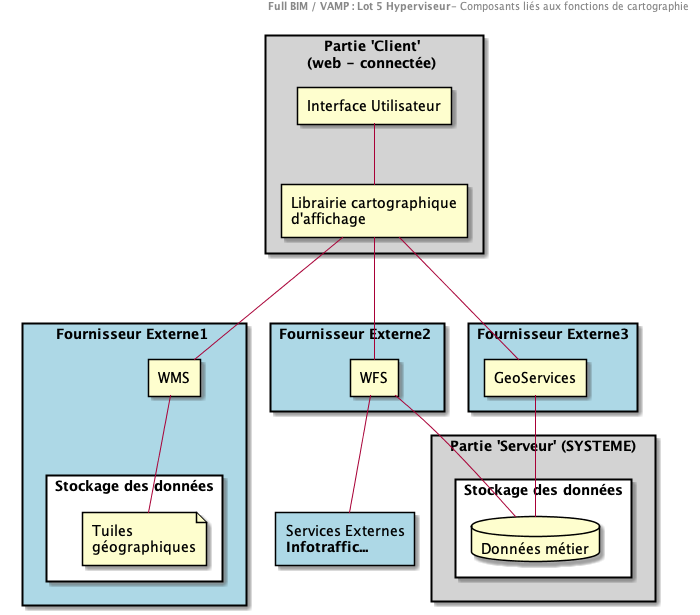 Full BIM / VAMP : Lot 5 Hyperviseur- Composants liés aux fonctions de cartographie
Partie 'Client'
(web - connectée)
Interface Utilisateur
Librairie cartographique
d'affichage
Fournisseur Externe1
Fournisseur Externe2
Fournisseur Externe3
WMS
WFS
GeoServices
Partie 'Serveur' (SYSTEME)
Stockage des données
Stockage des données
Tuiles
géographiques
Services Externes
Infotraffic...
Données métier